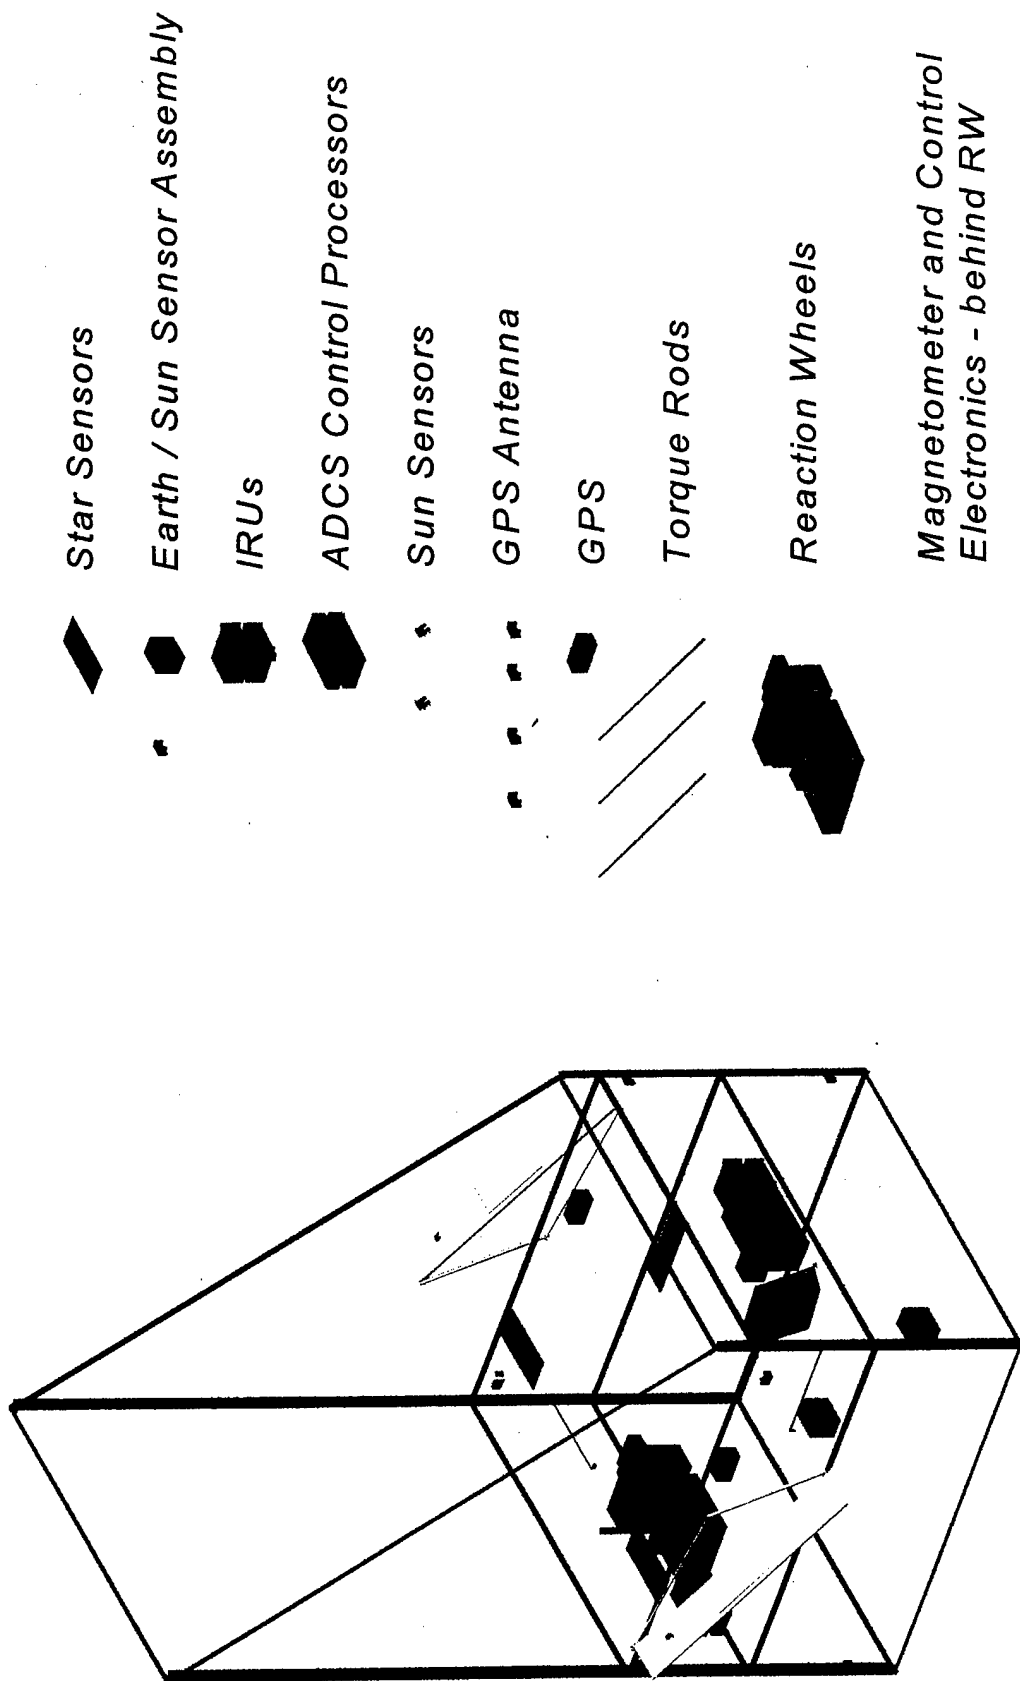 Star Sensors
Earth / Sun Sensor Assembly
IRUs
ADCS Control Processors
Sun Sensors
GPS Antenna
GPS
Torque Rods
Reaction Wheels
Magnetometer and Control
Electronics - behind RW